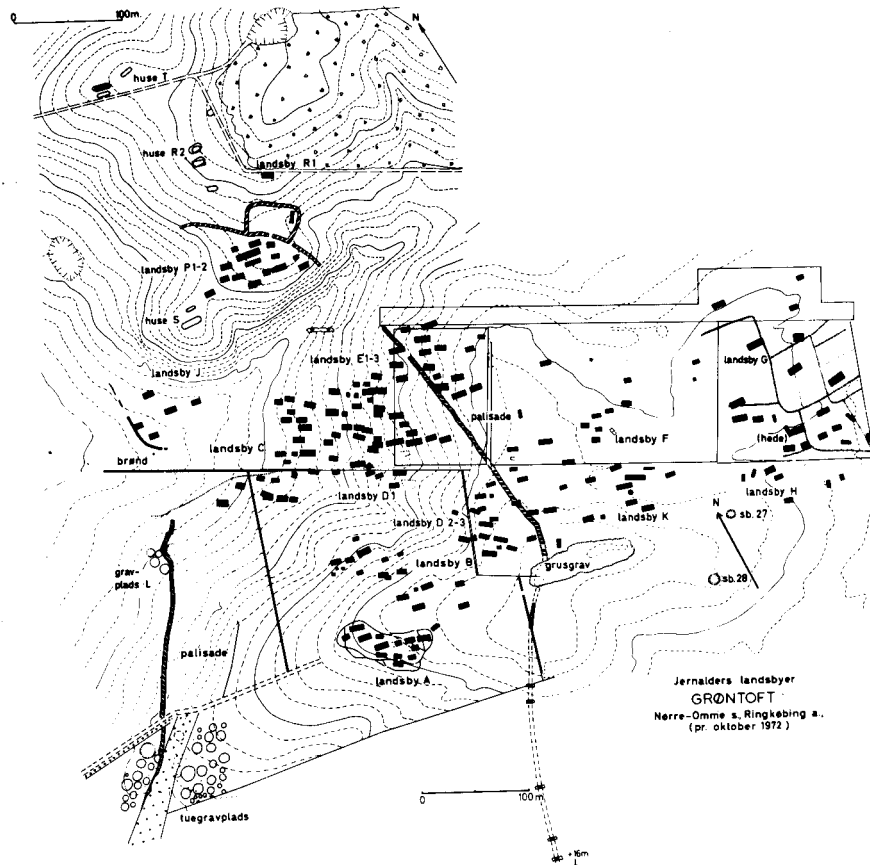 0
100m.
N
huse T
huse R2
landsby R1
landsby P1-2
huse S
landsby E1-3
landsby J
landsby G
palisade
landsby C
landsby F
(hede)
brønd
landsby D1
landsby H
landsby D 2-3
landsby K
N
sb. 27
landsby B
grusgrav
sb. 28
grav-
plads L
palisade
landsby A
Jernalders landsbyer
GRØNTOFT
Nørre-Omme s., Ringkøbing a.,
(pr. oktober 1972)
0
100 m.
tuegravplads
+16m